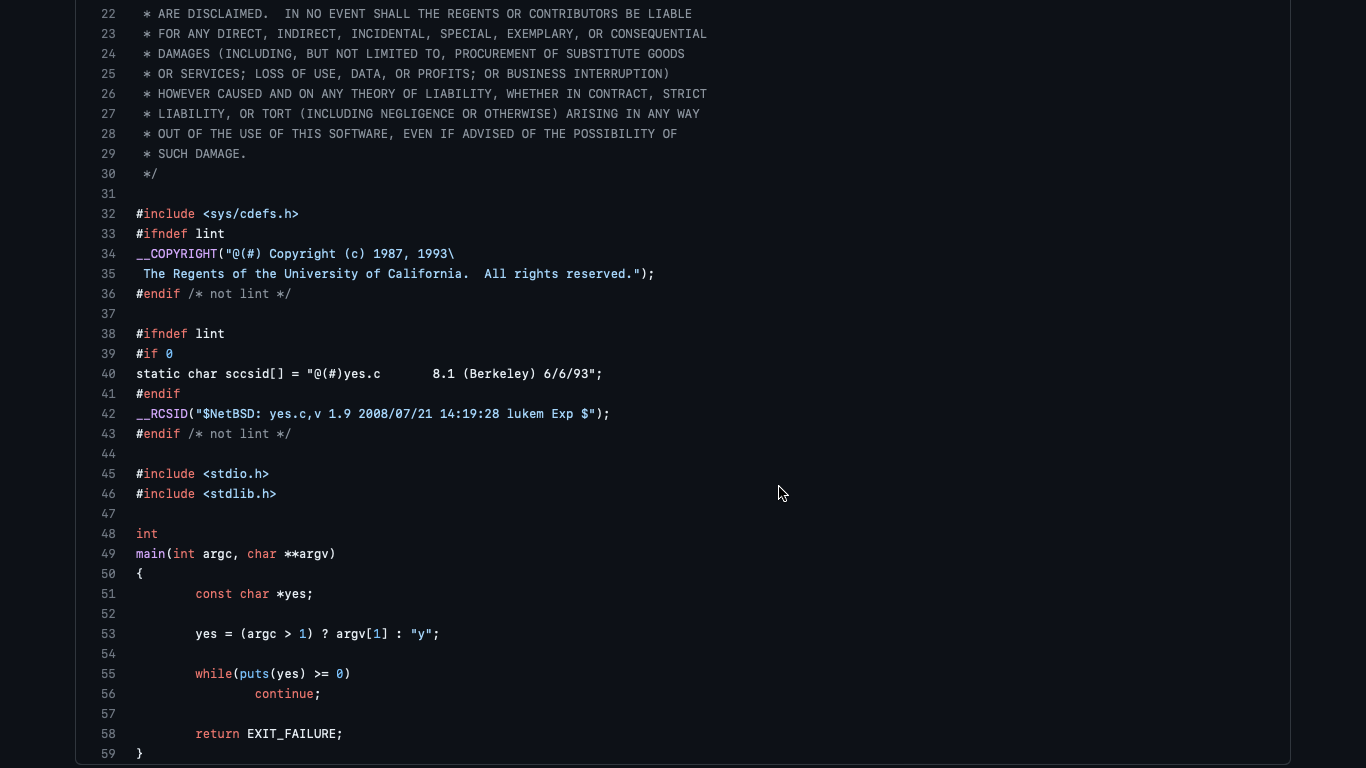 22 * ARE DISCLAIMED.  IN NO EVENT SHALL THE REGENTS OR CONTRIBUTORS BE LIABLE
23 * FOR ANY DIRECT, INDIRECT, INCIDENTAL, SPECIAL, EXEMPLARY, OR CONSEQUENTIAL
24 * DAMAGES (INCLUDING, BUT NOT LIMITED TO, PROCUREMENT OF SUBSTITUTE GOODS
25 * OR SERVICES; LOSS OF USE, DATA, OR PROFITS; OR BUSINESS INTERRUPTION)
26 * HOWEVER CAUSED AND ON ANY THEORY OF LIABILITY, WHETHER IN CONTRACT, STRICT
27 * LIABILITY, OR TORT (INCLUDING NEGLIGENCE OR OTHERWISE) ARISING IN ANY WAY
28 * OUT OF THE USE OF THIS SOFTWARE, EVEN IF ADVISED OF THE POSSIBILITY OF
29 * SUCH DAMAGE.
30 */
31
32 #include <sys/cdefs.h>
33 #ifndef lint
34 __COPYRIGHT("@(#) Copyright (c) 1987, 1993\
35  The Regents of the University of California.  All rights reserved.");
36 #endif /* not lint */
37
38 #ifndef lint
39 #if 0
40 static char sccsid[] = "@(#)yes.c       8.1 (Berkeley) 6/6/93";
41 #endif
42 __RCSID("$NetBSD: yes.c,v 1.9 2008/07/21 14:19:28 lukem Exp $");
43 #endif /* not lint */
44
45 #include <stdio.h>
46 #include <stdlib.h>
47
48 int
49 main(int argc, char **argv)
50 {
51         const char *yes;
52
53         yes = (argc > 1) ? argv[1] : "y";
54
55         while(puts(yes) >= 0)
56                 continue;
57
58         return EXIT_FAILURE;
59 }